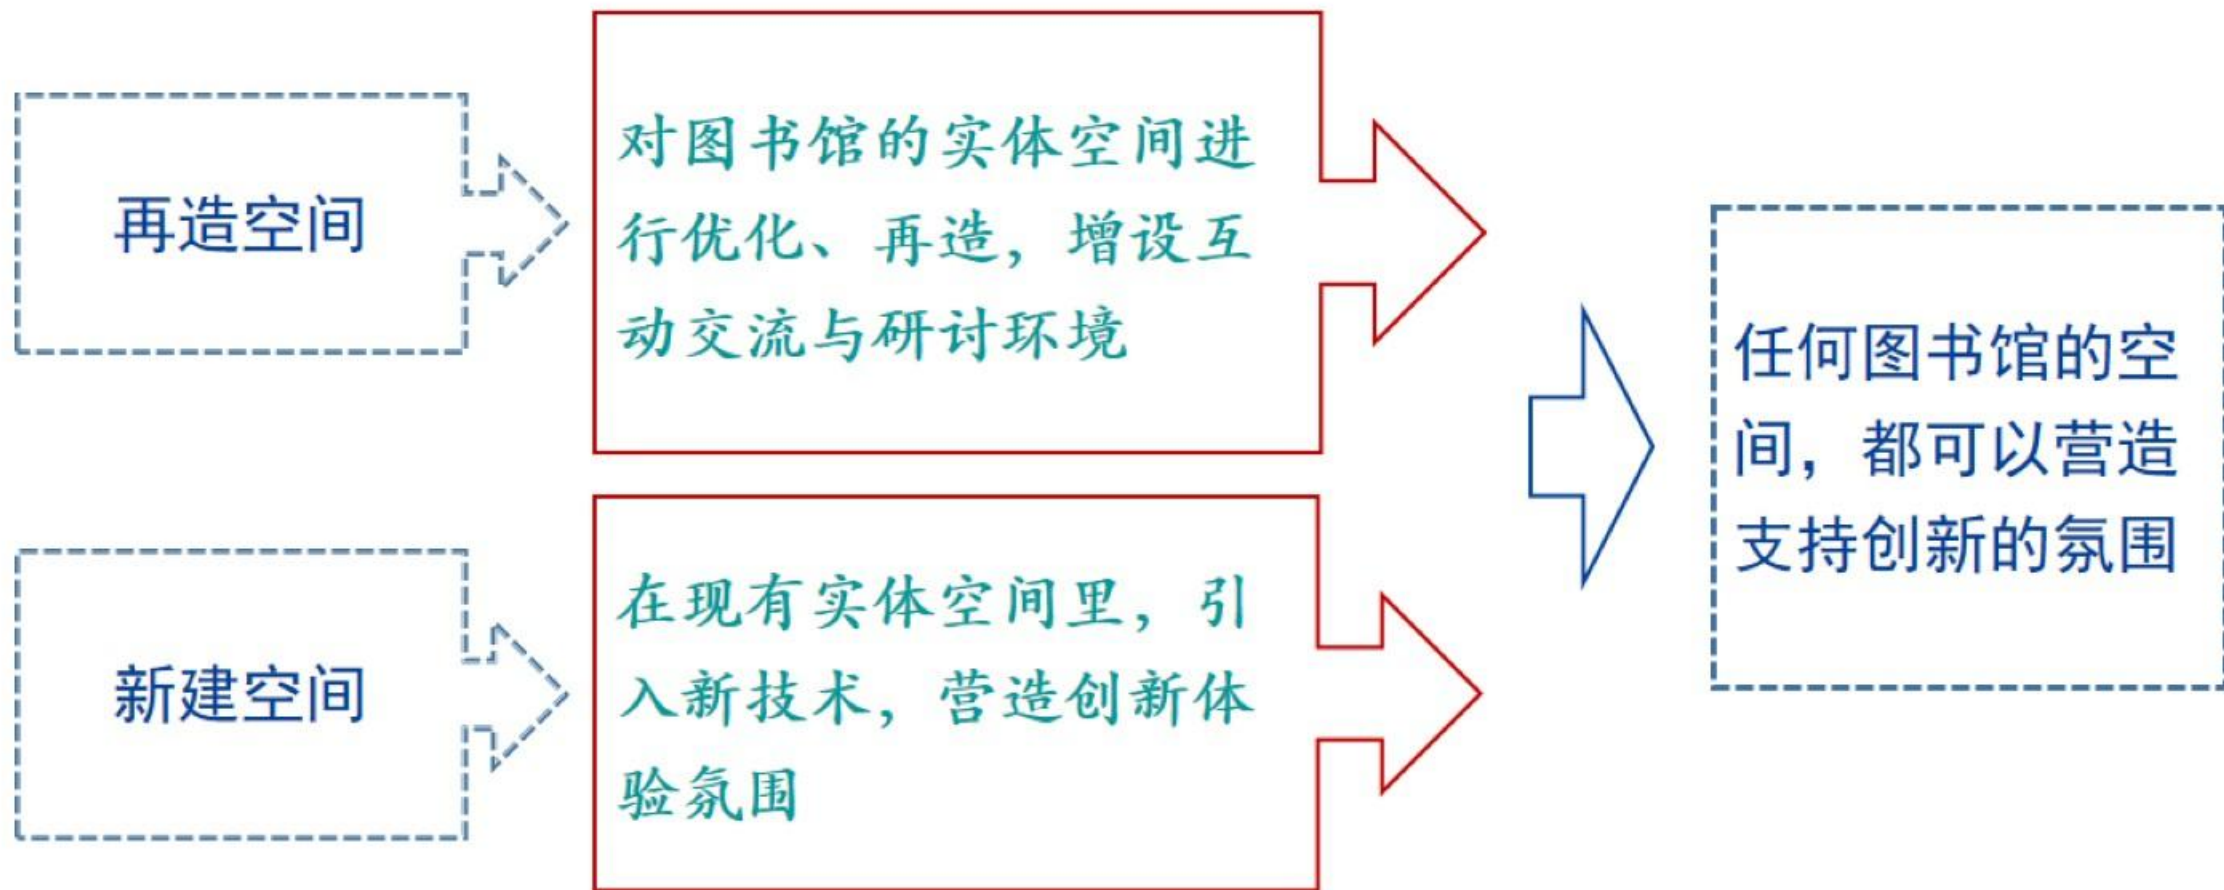 再造空间
对图书馆的实体空间进
行优化、再造，增设互
动交流与研讨环境
新建空间
在现有实体空间里，引
入新技术，营造创新体
验氛围
任何图书馆的空
间，都可以营造
支持创新的氛围